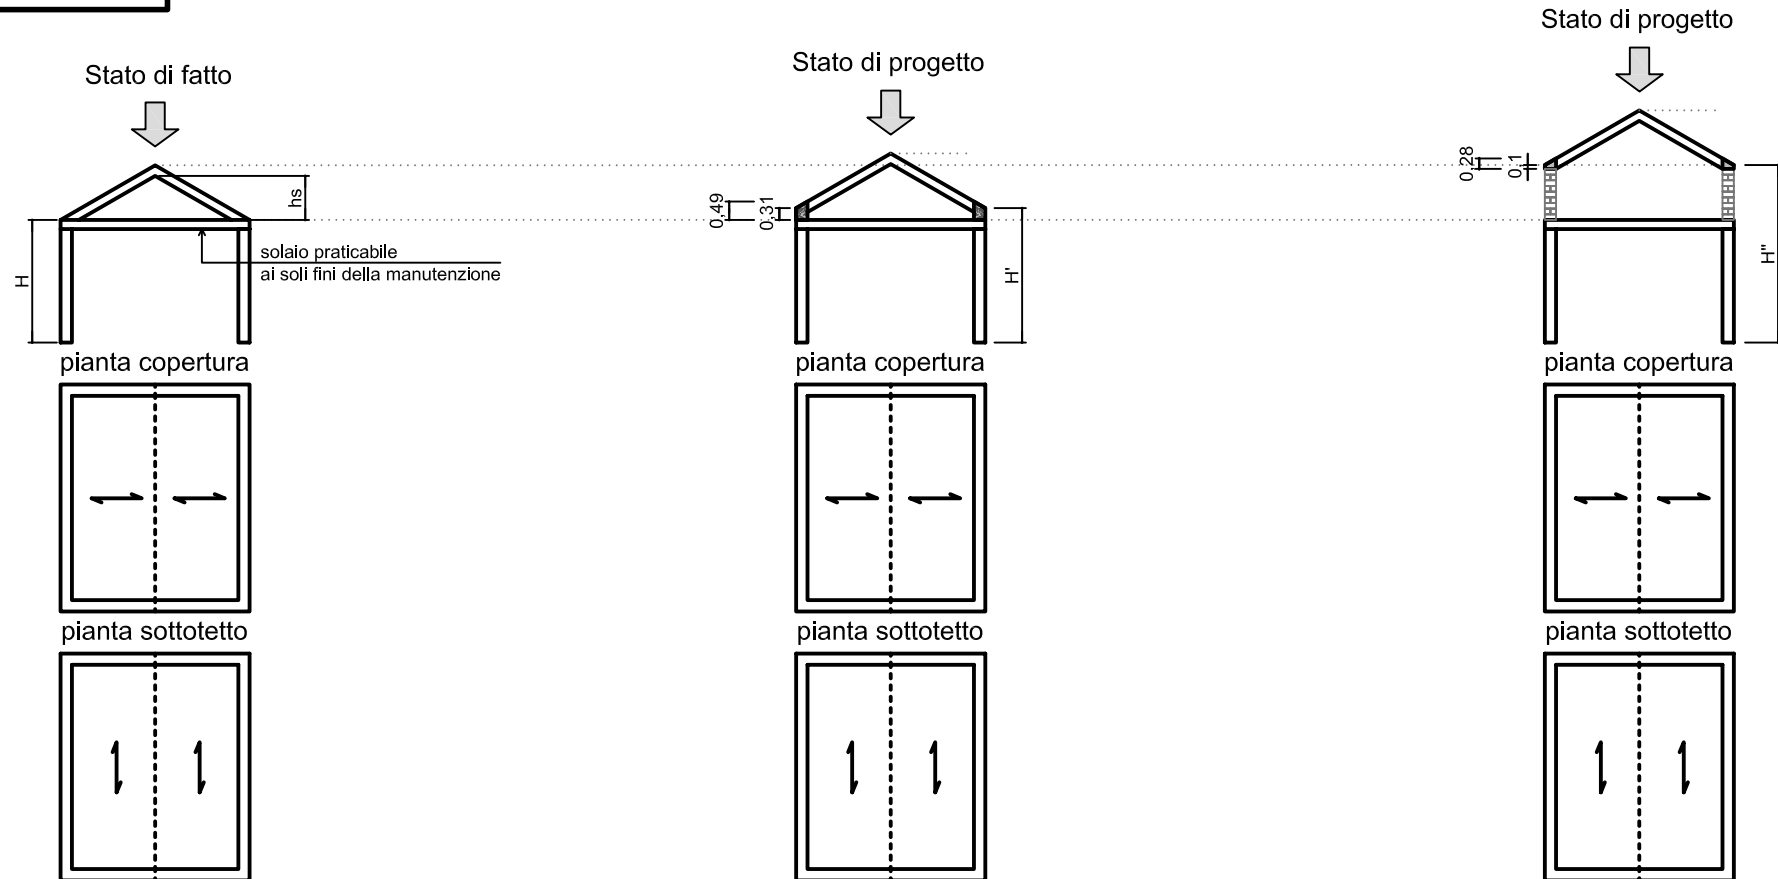 Stato di fatto
hs
H
solaio praticabile
ai soli fini della manutenzione
pianta copertura
pianta sottotetto
Stato di progetto
0,49
0,31
H'
pianta copertura
pianta sottotetto
Stato di progetto
0,28
0,1
H"
pianta copertura
pianta sottotetto